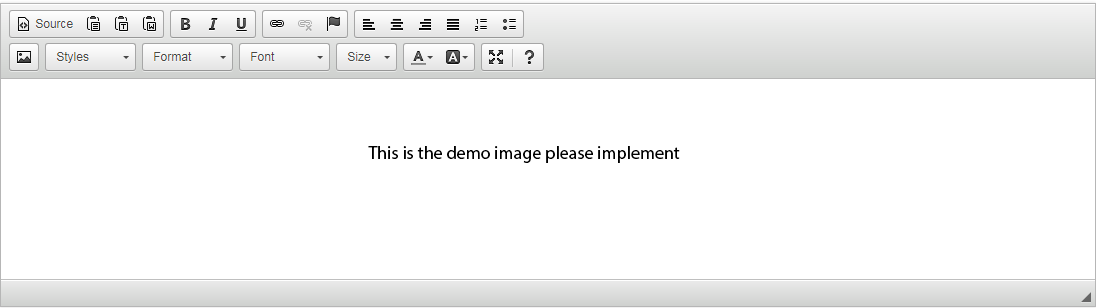 Source
B I U
Styles Format Font Size A A ?
This is the demo image please implement